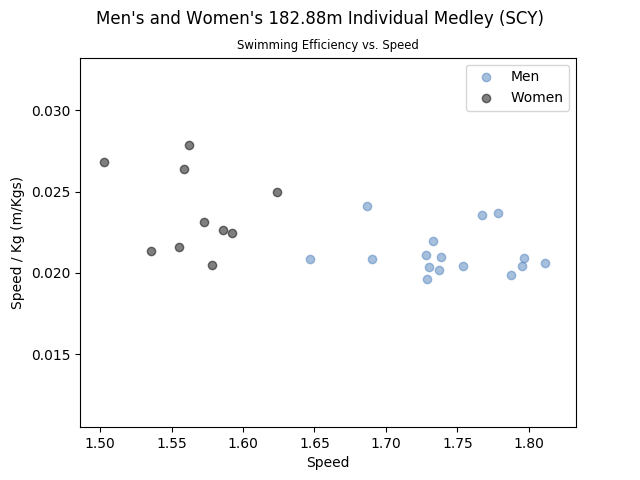 Men's and Women's 182.88m Individual Medley (SCY)
Swimming Efficiency vs. Speed
Men
Women
0.030
0.025
0.020
0.015
Speed / Kg (m/Kgs)
1.50 1.55 1.60 1.65 1.70 1.75 1.80
Speed